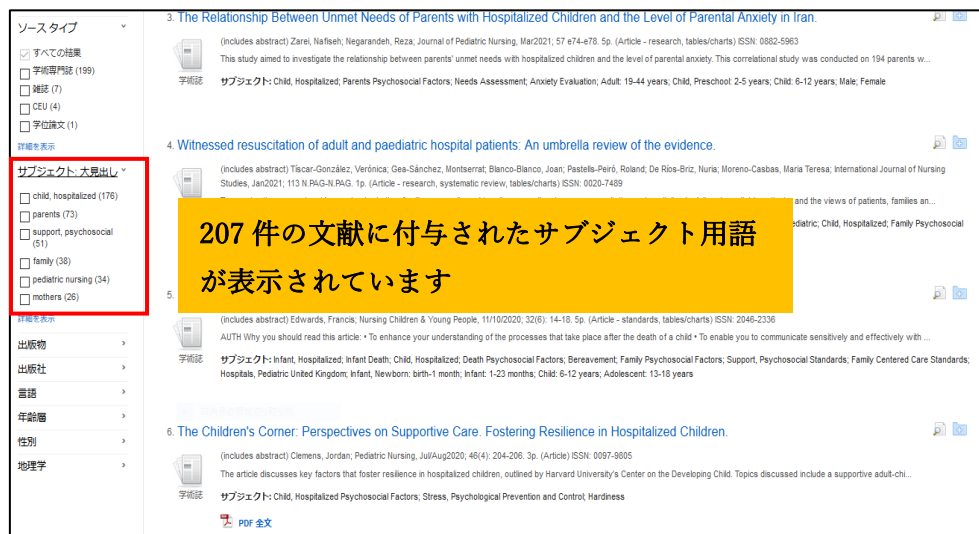 ソース タイプ
すべての結果
学術専門誌 (199)
雑誌 (7)
CEU (4)
学位論文 (1)
詳細を表示
サブジェクト: 大見出し
child, hospitalized (176)
parents (73)
support, psychosocial
(51)
family (38)
pediatric nursing (34)
mothers (26)
詳細を表示
出版物
出版社
言語
年齢層
性別
地理学
3. The Relationship Between Unmet Needs of Parents with Hospitalized Children and the Level of Parental Anxiety in Iran.
(includes abstract) Zarei, Nafiseh; Negarandeh, Reza; Journal of Pediatric Nursing, Mar2021; 57 e74-e78. 5p. (Article - research, tables/charts) ISSN: 0882-5963
This study aimed to investigate the relationship between parents' unmet needs with hospitalized children and the level of parental anxiety. This correlational study was conducted on 194 parents w...
学術誌
サブジェクト: Child, Hospitalized; Parents Psychosocial Factors; Needs Assessment; Anxiety Evaluation; Adult: 19-44 years; Child, Preschool: 2-5 years; Child: 6-12 years; Male; Female
4. Witnessed resuscitation of adult and paediatric hospital patients: An umbrella review of the evidence.
(includes abstract) Tíscar-González, Verónica; Gea-Sánchez, Montserrat; Blanco-Blanco, Joan; Pastells-Peiró, Roland; De Ríos-Briz, Nuria; Moreno-Casbas, Maria Teresa; International Journal of Nursing
Studies, Jan2021; 113 N.PAG-N.PAG. 1p. (Article - research, systematic review, tables/charts) ISSN: 0020-7489
and the views of patients, families an...
ediatric; Child, Hospitalized; Family Psychosocial
207 件の文献に付与されたサブジェクト用語
が表示されています
5.
(includes abstract) Edwards, Francis; Nursing Children & Young People, 11/10/2020; 32(6): 14-18. 5p. (Article - standards, tables/charts) ISSN: 2046-2336
AUTH Why you should read this article: • To enhance your understanding of the processes that take place after the death of a child • To enable you to communicate sensitively and effectively with ...
学術誌
サブジェクト: Infant, Hospitalized; Infant Death; Child, Hospitalized; Death Psychosocial Factors; Bereavement; Family Psychosocial Factors; Support, Psychosocial Standards; Family Centered Care Standards;
Hospitals, Pediatric United Kingdom; Infant, Newborn: birth-1 month; Infant: 1-23 months; Child: 6-12 years; Adolescent: 13-18 years
6. The Children's Corner: Perspectives on Supportive Care. Fostering Resilience in Hospitalized Children.
(includes abstract) Clemens, Jordan; Pediatric Nursing, Jul/Aug2020; 46(4): 204-206. 3p. (Article) ISSN: 0097-9805
The article discusses key factors that foster resilience in hospitalized children, outlined by Harvard University's Center on the Developing Child. Topics discussed include a supportive adult-chi...
学術誌
サブジェクト: Child, Hospitalized Psychosocial Factors; Stress, Psychological Prevention and Control; Hardiness
PDF 全文